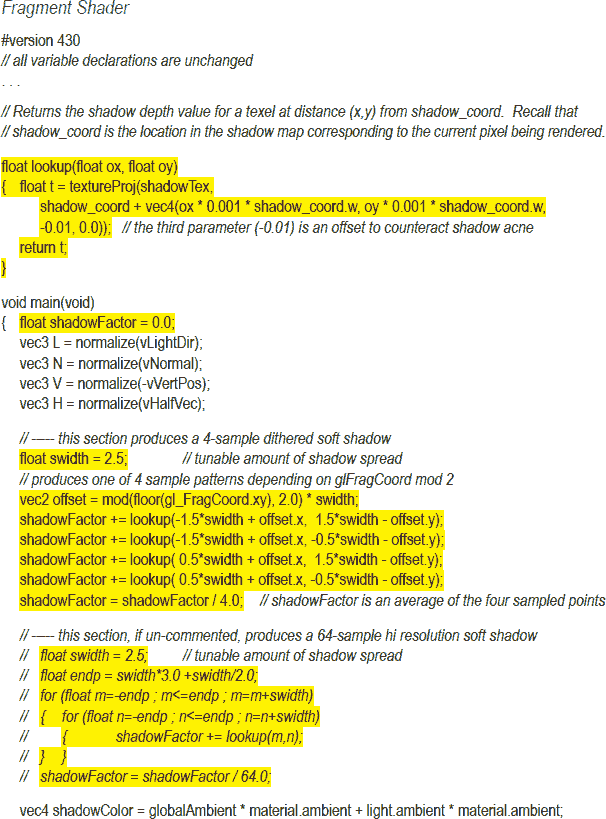 Fragment Shader
#version 430
// all variable declarations are unchanged
. . .
// Returns the shadow depth value for a texel at distance (x,y) from shadow_coord. Recall that
// shadow_coord is the location in the shadow map corresponding to the current pixel being rendered.
float lookup(float ox, float oy)
{ float t = textureProj(shadowTex,
shadow_coord + vec4(ox * 0.001 * shadow_coord.w, oy * 0.001 * shadow_coord.w,
-0.01, 0.0)); // the third parameter (-0.01) is an offset to counteract shadow acne
return t;
}
void main(void)
{ float shadowFactor = 0.0;
vec3 L = normalize(vLightDir);
vec3 N = normalize(vNormal);
vec3 V = normalize(-vVertPos);
vec3 H = normalize(vHalfVec);
// ----- this section produces a 4-sample dithered soft shadow
float swidth = 2.5; // tunable amount of shadow spread
// produces one of 4 sample patterns depending on glFragCoord mod 2
vec2 offset = mod(floor(gl_FragCoord.xy), 2.0) * swidth;
shadowFactor += lookup(-1.5*swidth + offset.x, 1.5*swidth - offset.y);
shadowFactor += lookup(-1.5*swidth + offset.x, -0.5*swidth - offset.y);
shadowFactor += lookup( 0.5*swidth + offset.x, 1.5*swidth - offset.y);
shadowFactor += lookup( 0.5*swidth + offset.x, -0.5*swidth - offset.y);
shadowFactor = shadowFactor / 4.0; // shadowFactor is an average of the four sampled points
// ----- this section, if un-commented, produces a 64-sample hi resolution soft shadow
// float swidth = 2.5; // tunable amount of shadow spread
// float endp = swidth*3.0 +swidth/2.0;
// for (float m=-endp ; m<=endp ; m=m+swidth)
// { for (float n=-endp ; n<=endp ; n=n+swidth)
// { shadowFactor += lookup(m,n);
// } }
// shadowFactor = shadowFactor / 64.0;
vec4 shadowColor = globalAmbient * material.ambient + light.ambient * material.ambient;